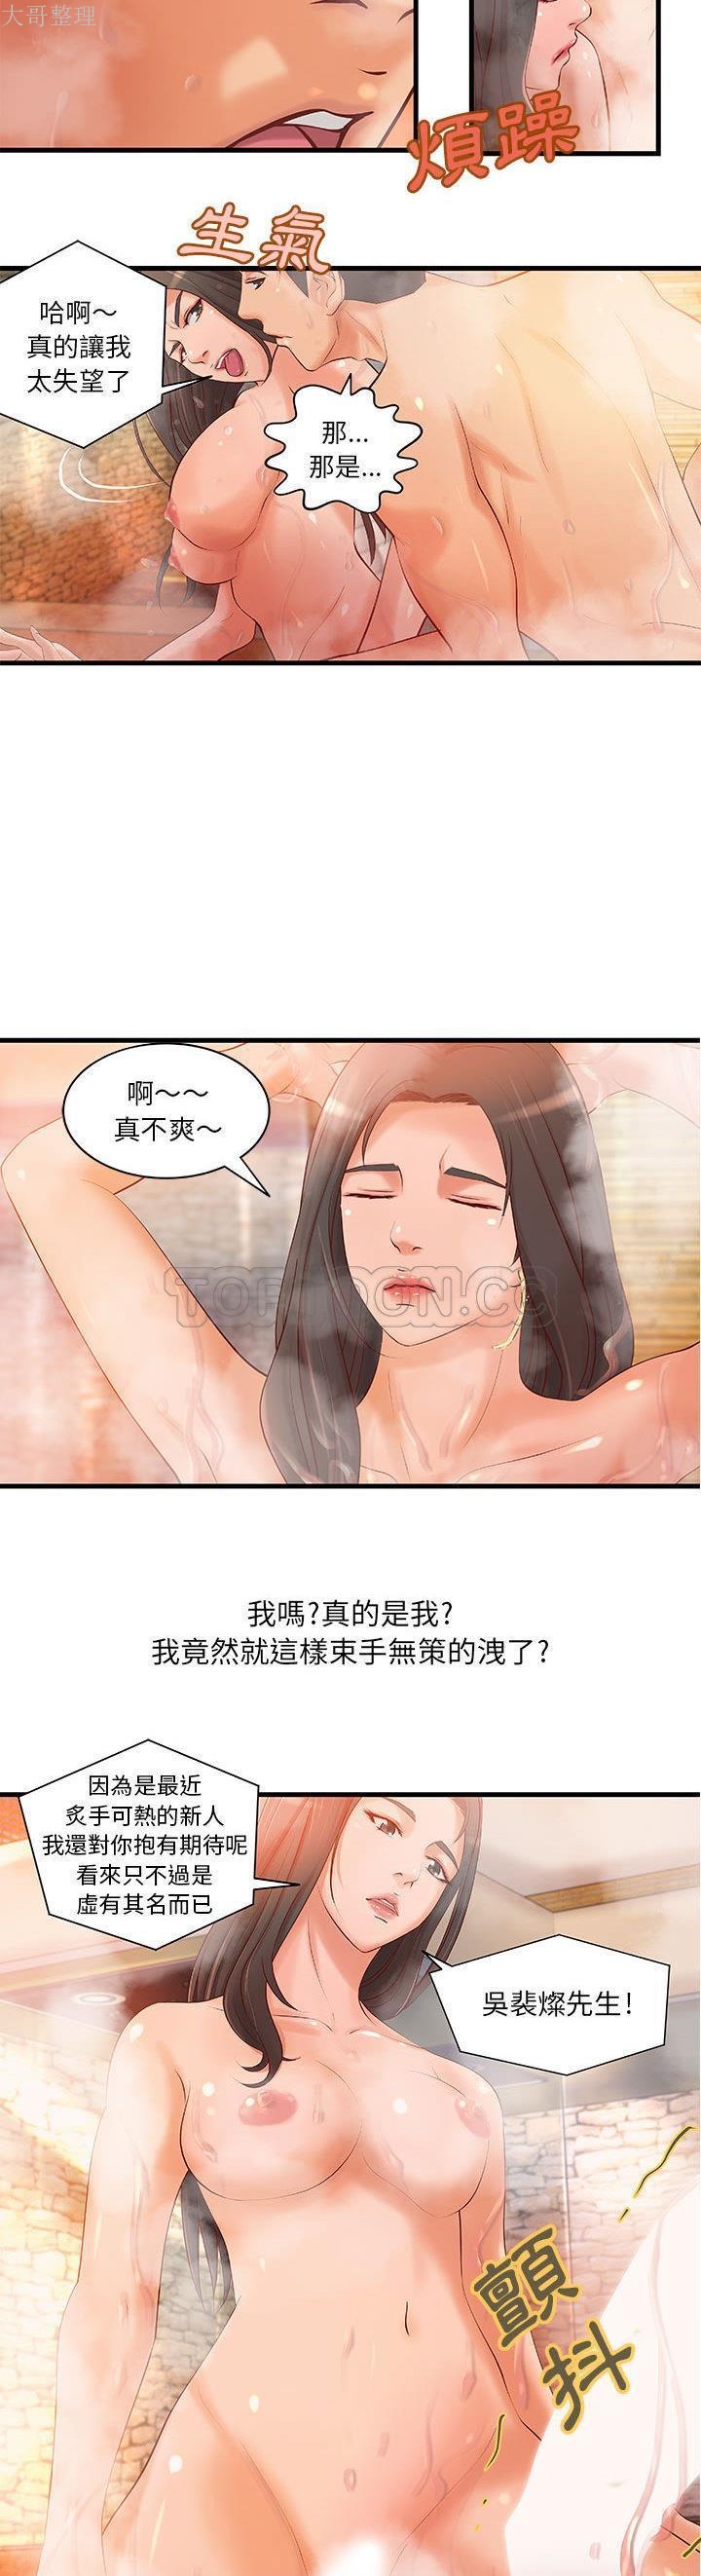 大哥整理
煩躁
生氣
哈啊～
真的讓我
太失望了
那...
那是...
啊～～
真不爽～
TOPTOON.CC
我嗎?真的是我?
我竟然就這樣束手無策的洩了?
因為是最近
炙手可熱的新人
我還對你抱有期待呢
看來只不過是
虛有其名而已
吳裴燦先生!
顫
抖